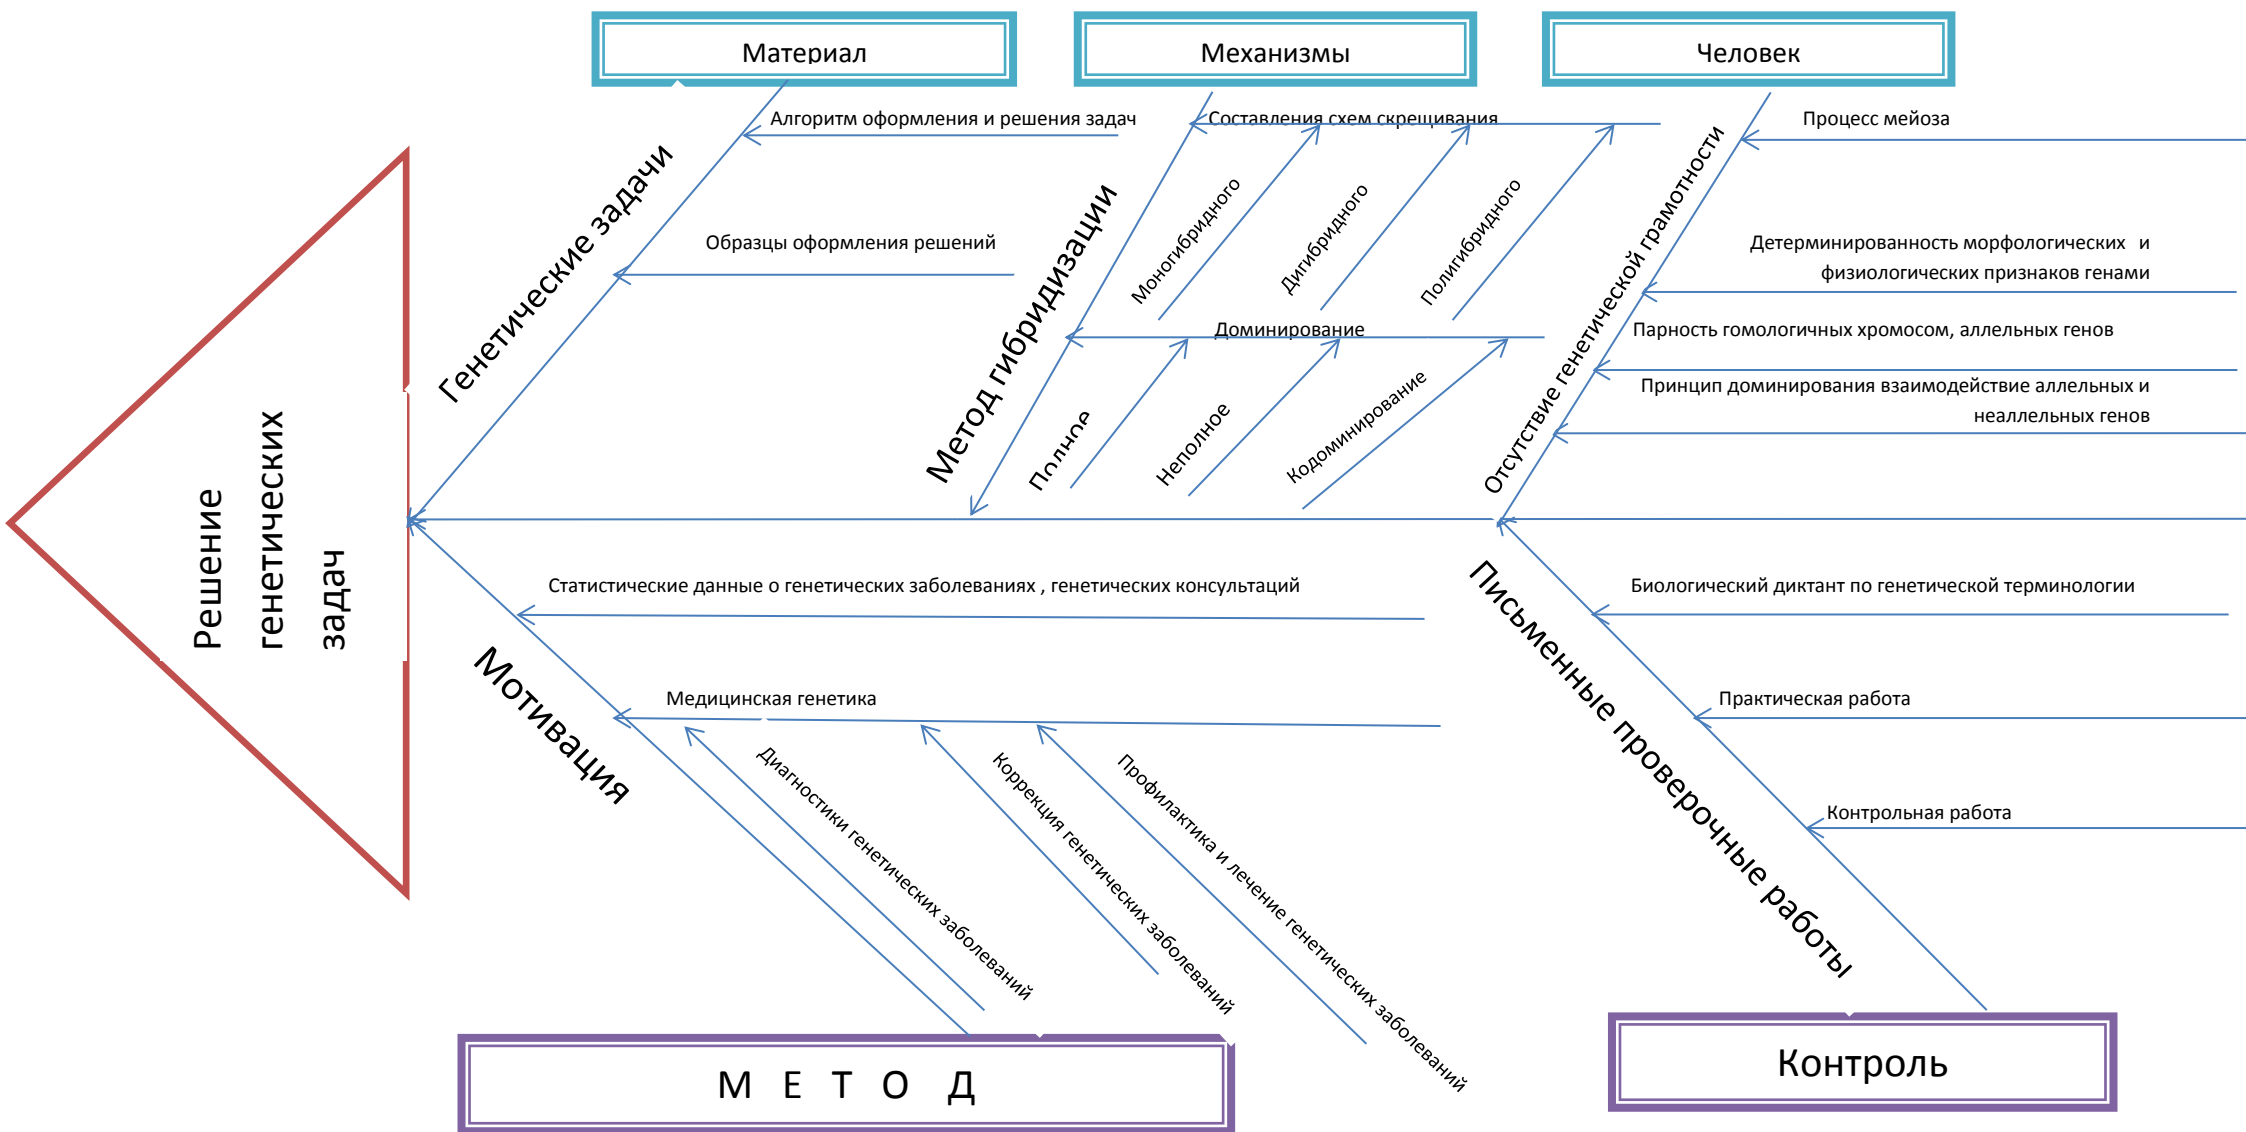 Материал
Механизмы
Человек
Алгоритм оформления и решения задач
Составления схем скрещивания
Процесс мейоза
Генетические задачи
Образцы оформления решений
Метод гибридизации
Моногибридного
Дигибридного
Полигибридного
Отсутствие генетической грамотности
Детерминированность морфологических и
физиологических признаков генами
Доминирование
Парность гомологичных хромосом, аллельных генов
Принцип доминирования взаимодействие аллельных и
неаллельных генов
Полное
Неполное
Кодоминирование
Решение
генетических
задач
Статистические данные о генетических заболеваниях , генетических консультаций
Биологический диктант по генетической терминологии
Мотивация
Медицинская генетика
Письменные проверочные работы
Практическая работа
Диагностики генетических заболеваний
Коррекция генетических заболеваний
Профилактика и лечение генетических заболеваний
Контрольная работа
М Е Т О Д
Контроль